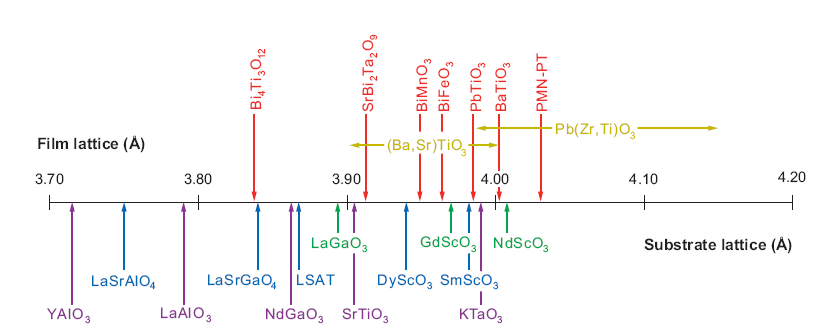 Bi4Ti3O12
SrBi2Ta2O9
BiMnO3
BiFeO3
PbTiO3
BaTiO3
PMN-PT
Pb(Zr,Ti)O3
(Ba,Sr)TiO3
Film lattice (Å)
3.70 3.80 3.90 4.00 4.10 4.20
LaGaO3 GdScO3 NdScO3 Substrate lattice (Å)
LaSrAlO4 LaSrGaO4 LSAT DyScO3 SmScO3
YAlO3 LaAlO3 NdGaO3 SrTiO3 KTaO3